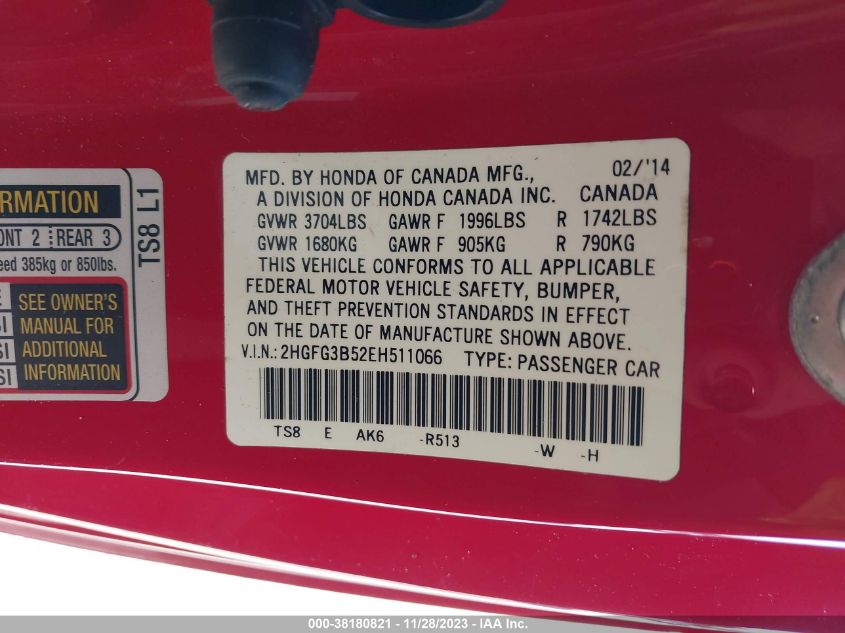 RMATION
ONT 2 REAR 3
eed 385kg or 850lbs.
E
SI
SI
SI
SEE OWNER'S
MANUAL FOR
ADDITIONAL
INFORMATION
TS8 L1
MFD. BY HONDA OF CANADA MFG., 02/'14
A DIVISION OF HONDA CANADA INC. CANADA
GVWR 3704LBS GAWR F 1996LBS R 1742LBS
GVWR 1680KG GAWR F 905KG R 790KG
THIS VEHICLE CONFORMS TO ALL APPLICABLE
FEDERAL MOTOR VEHICLE SAFETY, BUMPER,
AND THEFT PREVENTION STANDARDS IN EFFECT
ON THE DATE OF MANUFACTURE SHOWN ABOVE.
V.I.N.: 2HGFG3B52EH511066 TYPE: PASSENGER CAR
TS8 E AK6 -R513 -W -H
000-38180821 - 11/28/2023 - IAA Inc.